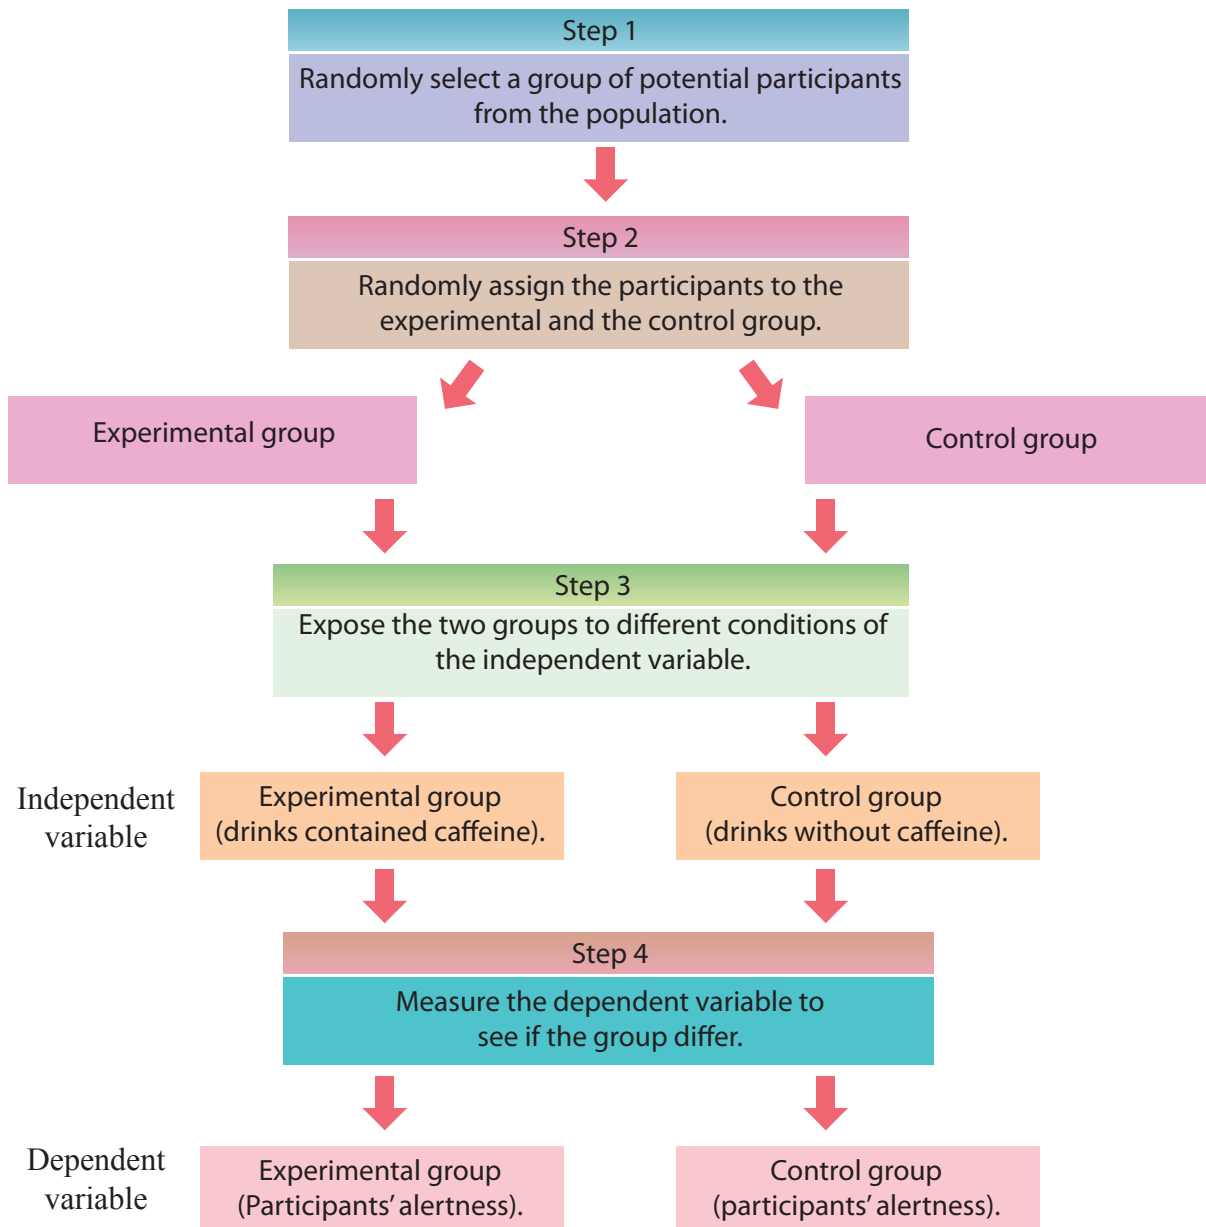 Step 1
Randomly select a group of potential participants
from the population.
Step 2
Randomly assign the participants to the
experimental and the control group.
Experimental group
Control group
Step 3
Expose the two groups to different conditions of
the independent variable.
Independent
variable
Experimental group
(drinks contained caffeine).
Control group
(drinks without caffeine).
Step 4
Measure the dependent variable to
see if the group differ.
Dependent
variable
Experimental group
(Participants’ alertness).
Control group
(participants’ alertness).